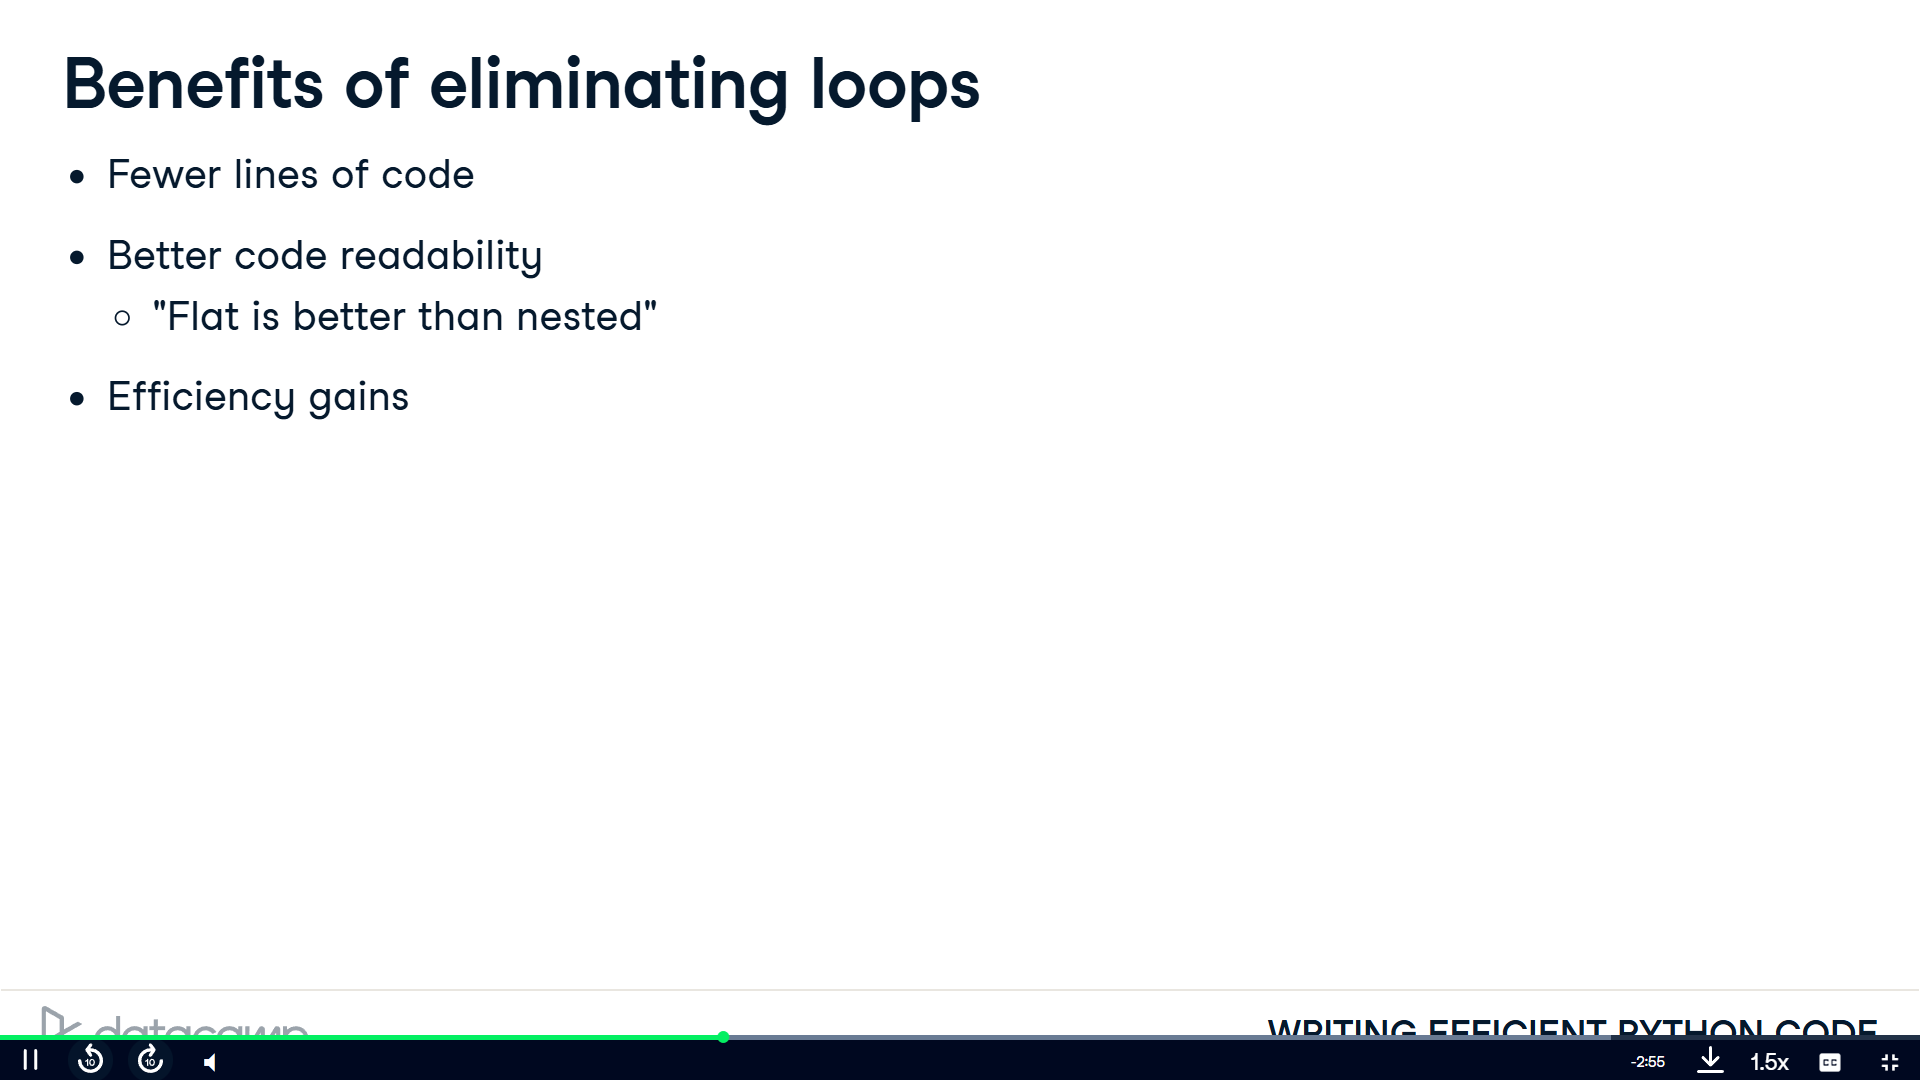 Benefits of eliminating loops
• Fewer lines of code
• Better code readability
○ "Flat is better than nested"
• Efficiency gains
datacamp
WRITING EFFICIENT PYTHON CODE
10
10
-2:55
1.5x
CC